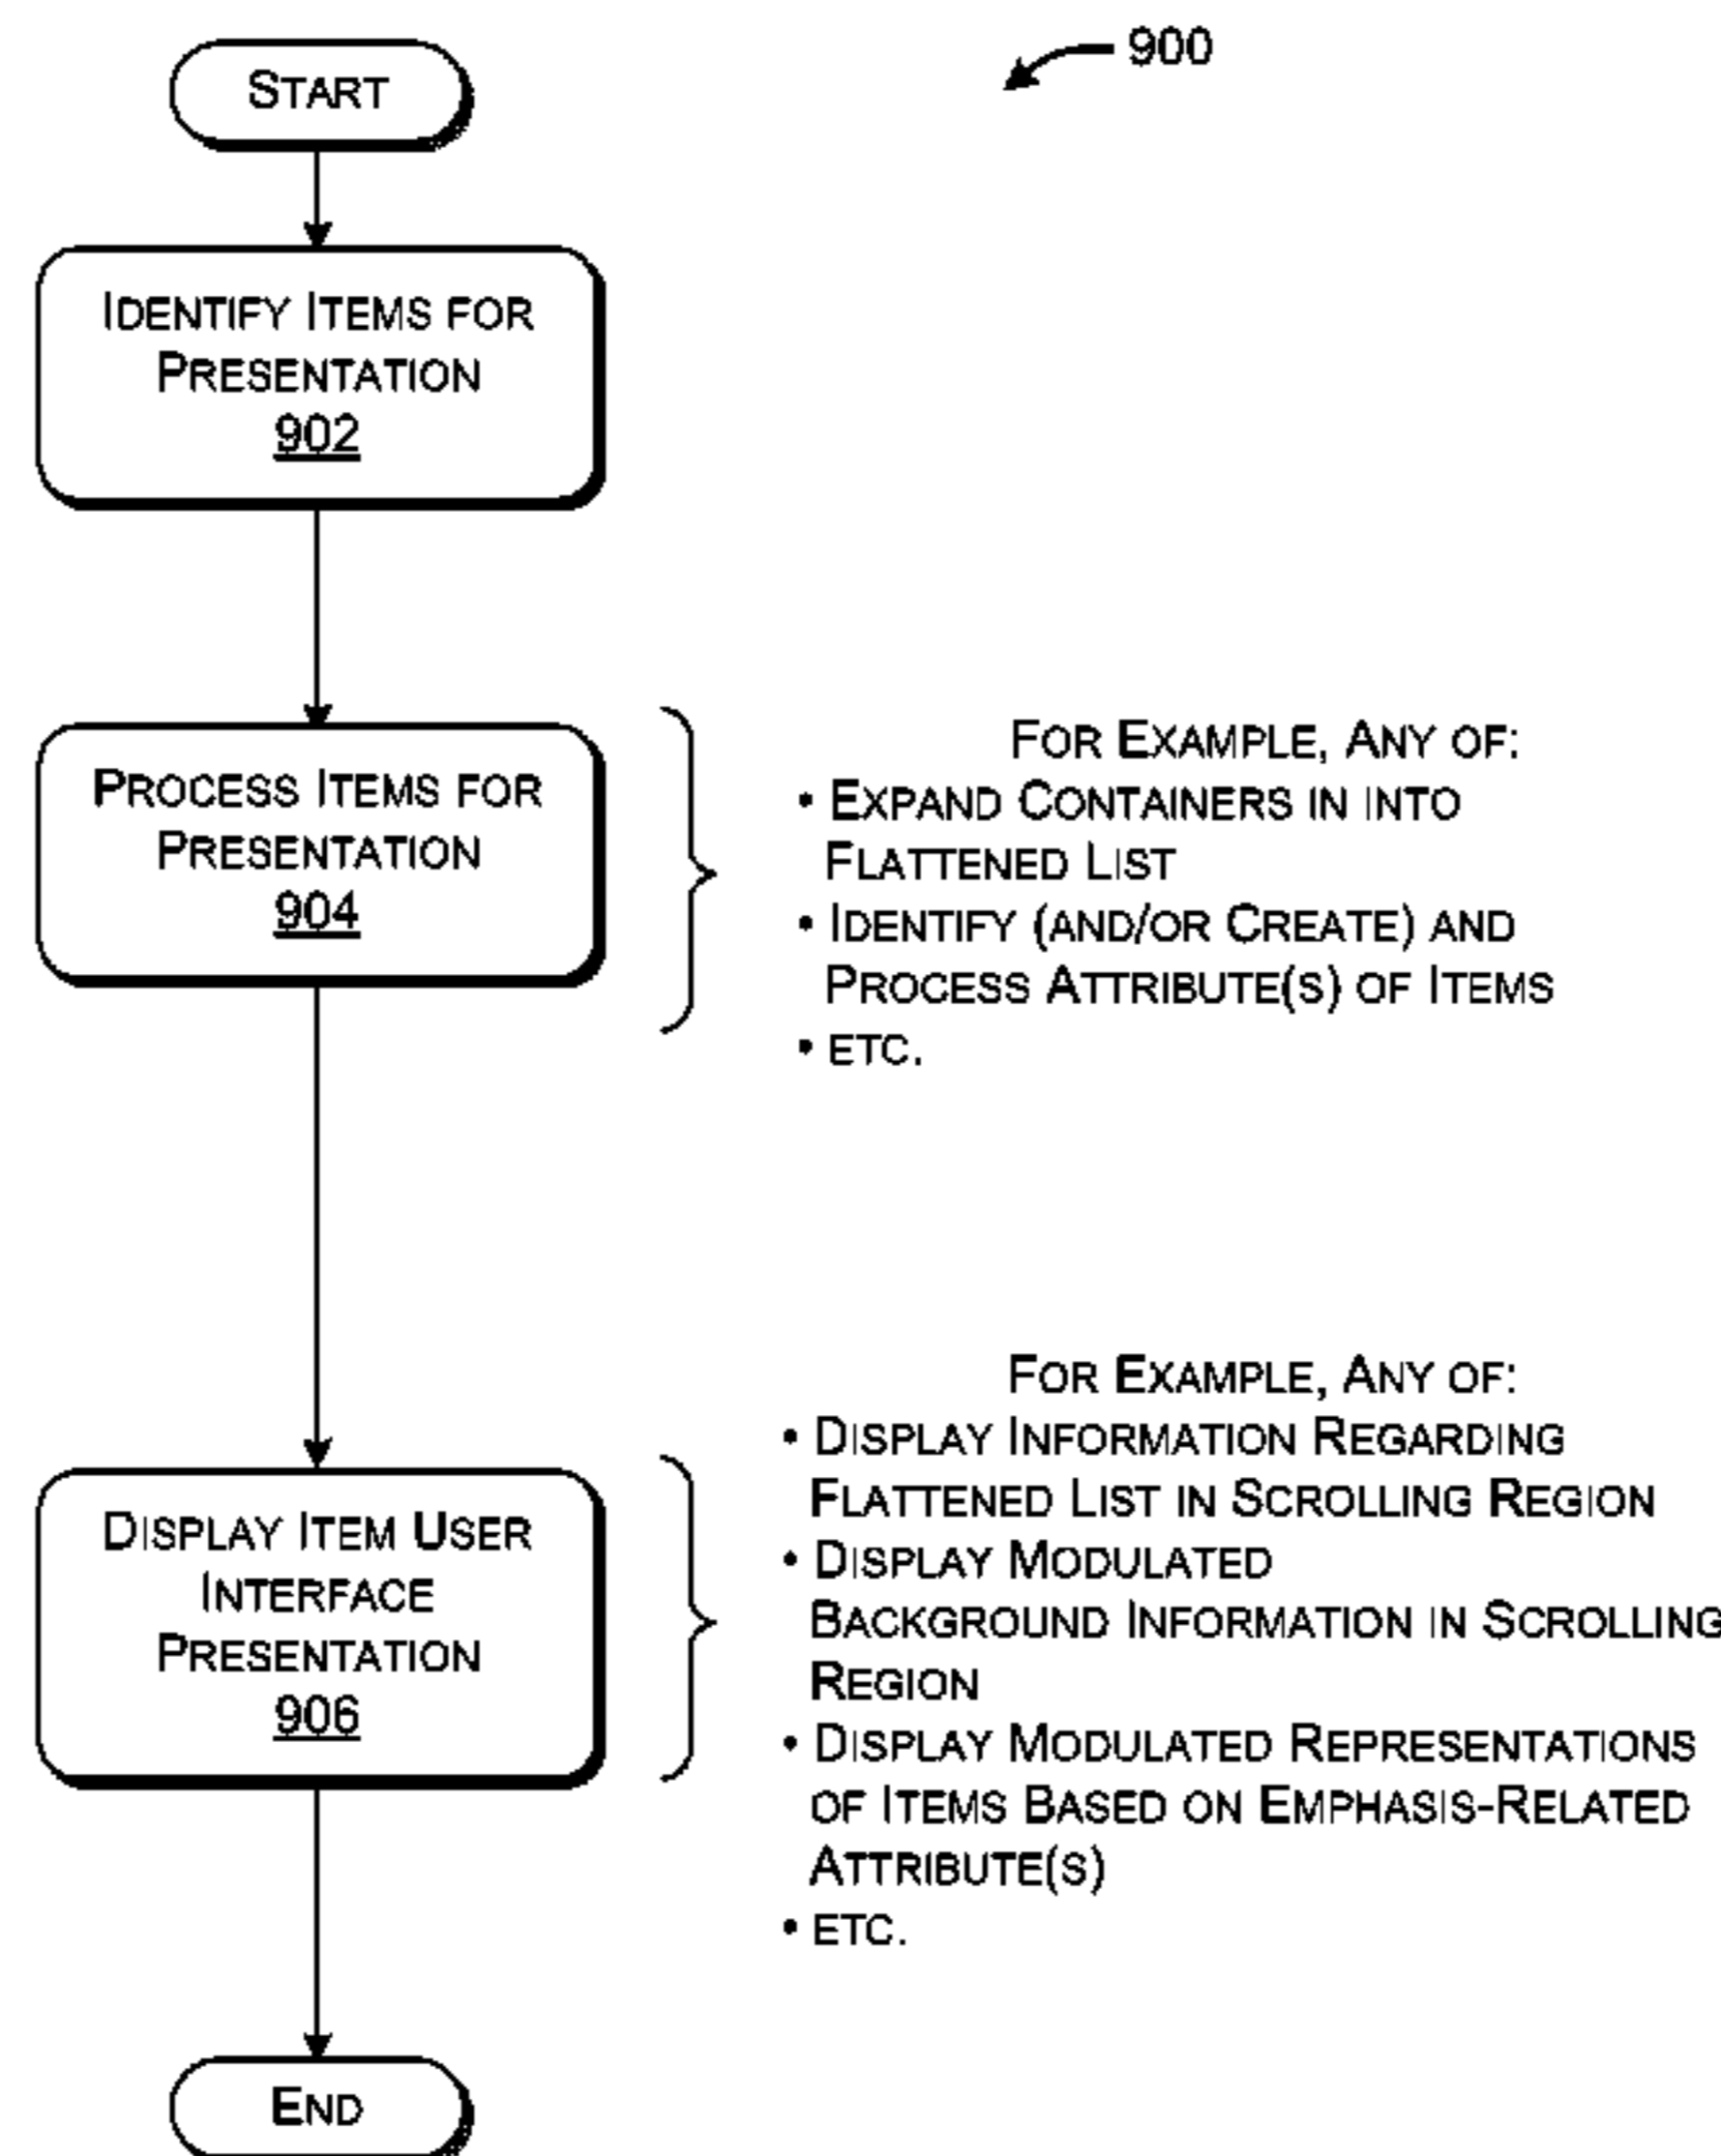 START
900
IDENTIFY ITEMS FOR
PRESENTATION
902
PROCESS ITEMS FOR
PRESENTATION
904
FOR EXAMPLE, ANY OF:
• EXPAND CONTAINERS IN INTO
FLATTENED LIST
• IDENTIFY (AND/OR CREATE) AND
PROCESS ATTRIBUTE(S) OF ITEMS
• ETC.
DISPLAY ITEM USER
INTERFACE
PRESENTATION
906
FOR EXAMPLE, ANY OF:
• DISPLAY INFORMATION REGARDING
FLATTENED LIST IN SCROLLING REGION
• DISPLAY MODULATED
BACKGROUND INFORMATION IN SCROLLING
REGION
• DISPLAY MODULATED REPRESENTATIONS
OF ITEMS BASED ON EMPHASIS-RELATED
ATTRIBUTE(S)
• ETC.
END